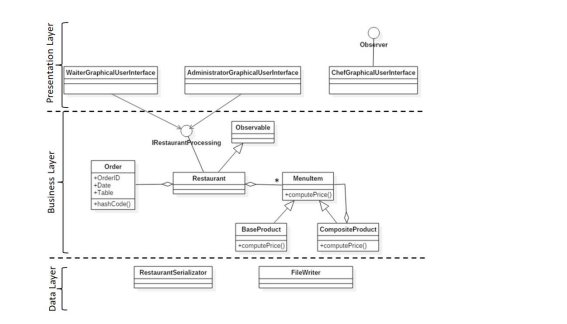 Presentation Layer
Observer
WaiterGraphicalUserInterface
AdministratorGraphicalUserInterface
ChefGraphicalUserInterface
Business Layer
IRestaurantProcessing
Observable
Order
+OrderID
+Date
+Table
+hashCode()
Restaurant
*
MenuItem
+computePrice()
BaseProduct
+computePrice()
CompositeProduct
+computePrice()
Data Layer
RestaurantSerializator
FileWriter